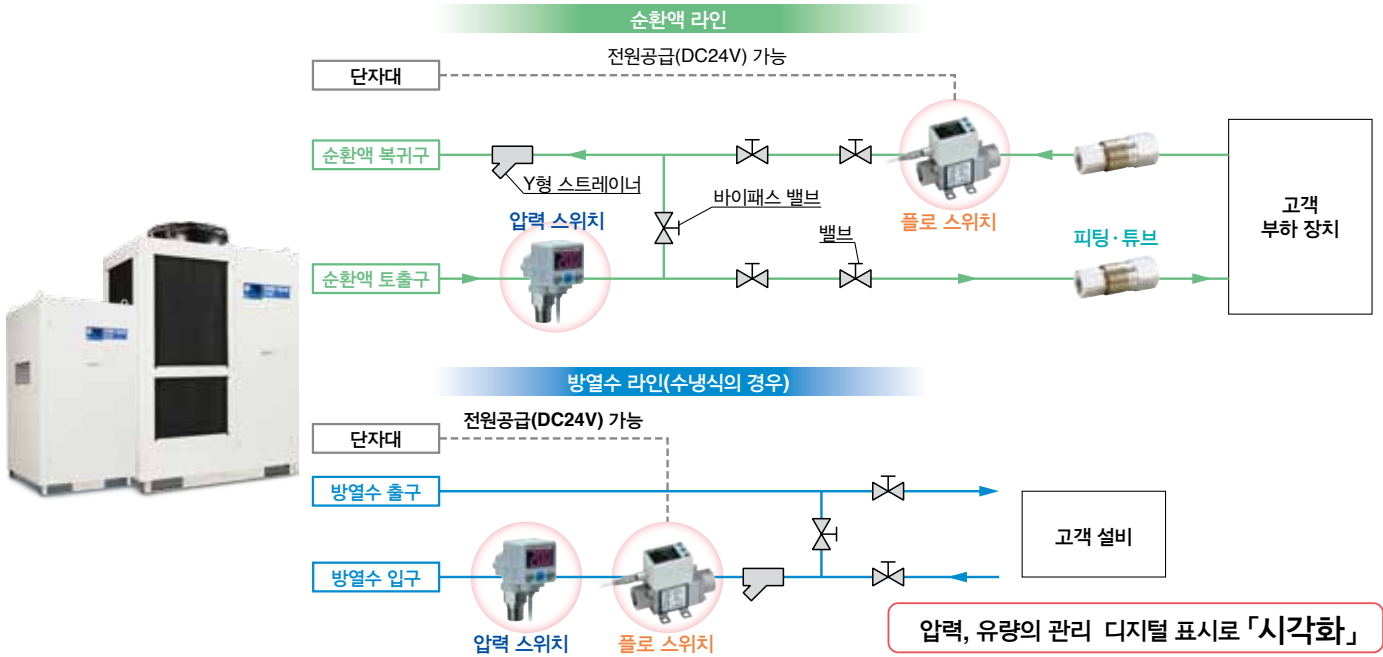 순환액 라인
전원공급(DC24V) 가능
단자대
순환액 복귀구
Y형 스트레이너
바이패스 밸브
플로 스위치
고객
부하 장치
압력 스위치
밸브
피팅·튜브
순환액 토출구
방열수 라인(수냉식의 경우)
전원공급(DC24V) 가능
단자대
방열수 출구
고객 설비
방열수 입구
압력 스위치
플로 스위치
압력, 유량의 관리 디지털 표시로 「시각화」